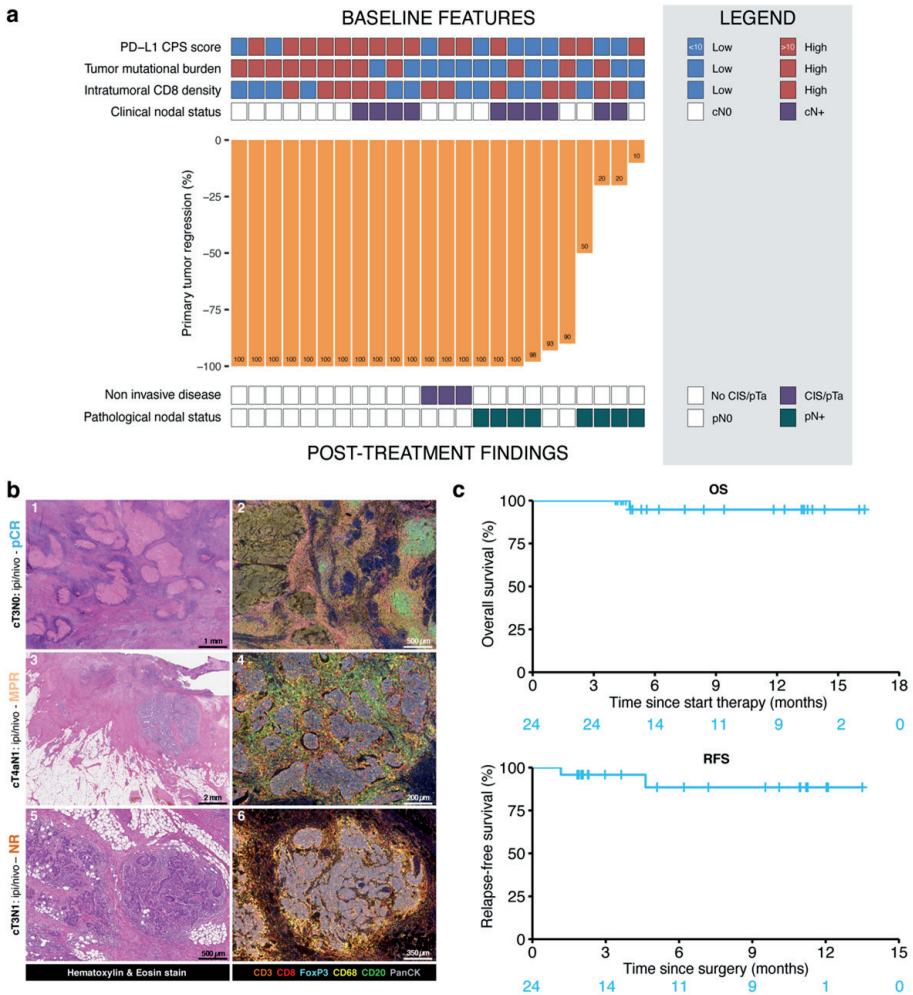 a
BASELINE FEATURES
LEGEND
PD-L1 CPS score
<10 Low >10 High
Tumor mutational burden
Low High
Intratumoral CD8 density
Low High
Clinical nodal status
cN0 cN+
Primary tumor regression (%)
0
-25
-50
-75
-100
100 100 100 100 100 100 100 100 100 100 100 100 100 100 100 100 100 98 93 90 50 20 20 10
Non invasive disease
No CIS/pTa CIS/pTa
Pathological nodal status
pN0 pN+
POST-TREATMENT FINDINGS
b
cT3N0: ipi/nivo - pCR
1
1 mm
2
500 µm
cT4aN1: ipi/nivo - MPR
3
2 mm
4
200 µm
cT3N1: ipi/nivo – NR
5
500 µm
6
350 µm
Hematoxylin & Eosin stain
CD3 CD8 FoxP3 CD68 CD20 PanCK
c
OS
Overall survival (%)
100
75
50
25
0
0 3 6 9 12 15 18
Time since start therapy (months)
24 24 14 11 9 2 0
RFS
Relapse-free survival (%)
100
75
50
25
0
0 3 6 9 12 15
Time since surgery (months)
24 14 11 9 1 0